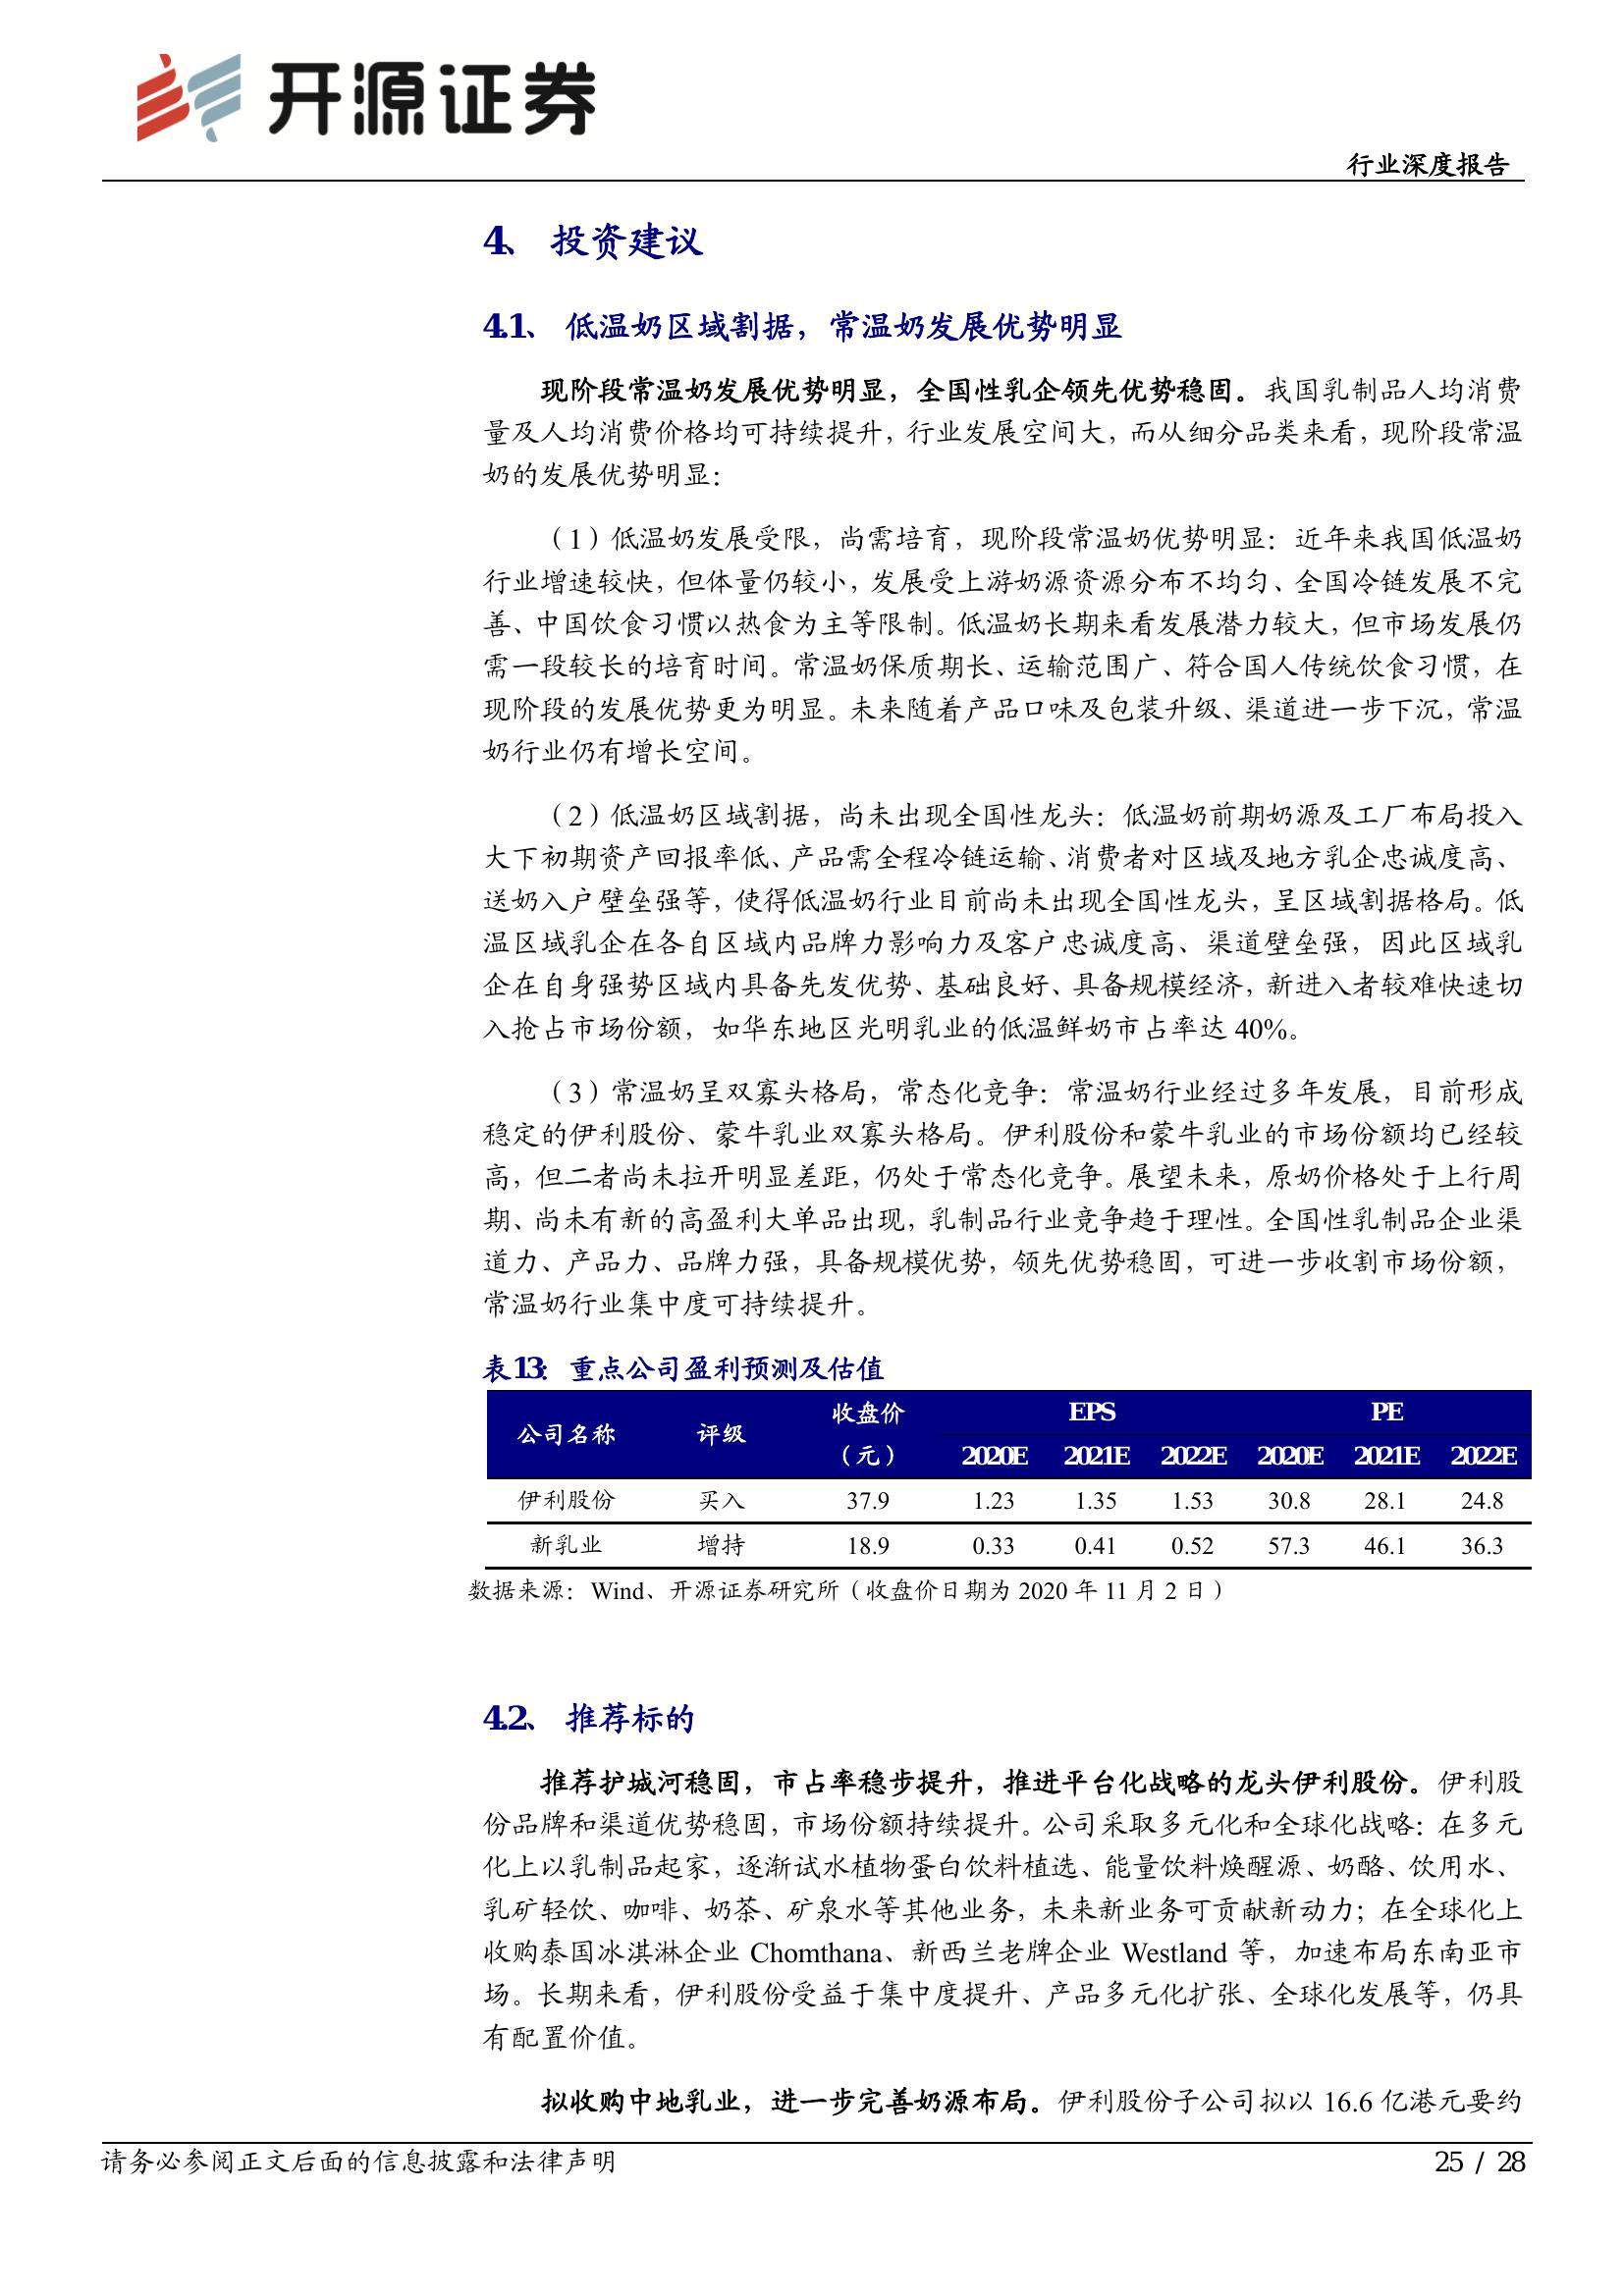 开源证券
行业深度报告
4、 投资建议
4.1、 低温奶区域割据，常温奶发展优势明显
现阶段常温奶发展优势明显，全国性乳企领先优势稳固。我国乳制品人均消费
量及人均消费价格均可持续提升，行业发展空间大，而从细分品类来看，现阶段常温
奶的发展优势明显：
（1）低温奶发展受限，尚需培育，现阶段常温奶优势明显：近年来我国低温奶
行业增速较快，但体量仍较小，发展受上游奶源资源分布不均匀、全国冷链发展不完
善、中国饮食习惯以热食为主等限制。低温奶长期来看发展潜力较大，但市场发展仍
需一段较长的培育时间。常温奶保质期长、运输范围广、符合国人传统饮食习惯，在
现阶段的发展优势更为明显。未来随着产品口味及包装升级、渠道进一步下沉，常温
奶行业仍有增长空间。
（2）低温奶区域割据，尚未出现全国性龙头：低温奶前期奶源及工厂布局投入
大下初期资产回报率低、产品需全程冷链运输、消费者对区域及地方乳企忠诚度高、
送奶入户壁垒强等，使得低温奶行业目前尚未出现全国性龙头，呈区域割据格局。低
温区域乳企在各自区域内品牌力影响力及客户忠诚度高、渠道壁垒强，因此区域乳
企在自身强势区域内具备先发优势、基础良好、具备规模经济，新进入者较难快速切
入抢占市场份额，如华东地区光明乳业的低温鲜奶市占率达 40%。
（3）常温奶呈双寡头格局，常态化竞争：常温奶行业经过多年发展，目前形成
稳定的伊利股份、蒙牛乳业双寡头格局。伊利股份和蒙牛乳业的市场份额均已经较
高，但二者尚未拉开明显差距，仍处于常态化竞争。展望未来，原奶价格处于上行周
期、尚未有新的高盈利大单品出现，乳制品行业竞争趋于理性。全国性乳制品企业渠
道力、产品力、品牌力强，具备规模优势，领先优势稳固，可进一步收割市场份额，
常温奶行业集中度可持续提升。
表13： 重点公司盈利预测及估值
公司名称 评级 收盘价（元） EPS PE
2020E 2021E 2022E 2020E 2021E 2022E
伊利股份 买入 37.9 1.23 1.35 1.53 30.8 28.1 24.8
新乳业 增持 18.9 0.33 0.41 0.52 57.3 46.1 36.3
数据来源：Wind、开源证券研究所（收盘价日期为 2020 年 11 月 2 日）
4.2、 推荐标的
推荐护城河稳固，市占率稳步提升，推进平台化战略的龙头伊利股份。伊利股
份品牌和渠道优势稳固，市场份额持续提升。公司采取多元化和全球化战略：在多元
化上以乳制品起家，逐渐试水植物蛋白饮料植选、能量饮料焕醒源、奶酪、饮用水、
乳矿轻饮、咖啡、奶茶、矿泉水等其他业务，未来新业务可贡献新动力；在全球化上
收购泰国冰淇淋企业 Chomthana、新西兰老牌企业 Westland 等，加速布局东南亚市
场。长期来看，伊利股份受益于集中度提升、产品多元化扩张、全球化发展等，仍具
有配置价值。
拟收购中地乳业，进一步完善奶源布局。伊利股份子公司拟以 16.6 亿港元要约
请务必参阅正文后面的信息披露和法律声明
25 / 28